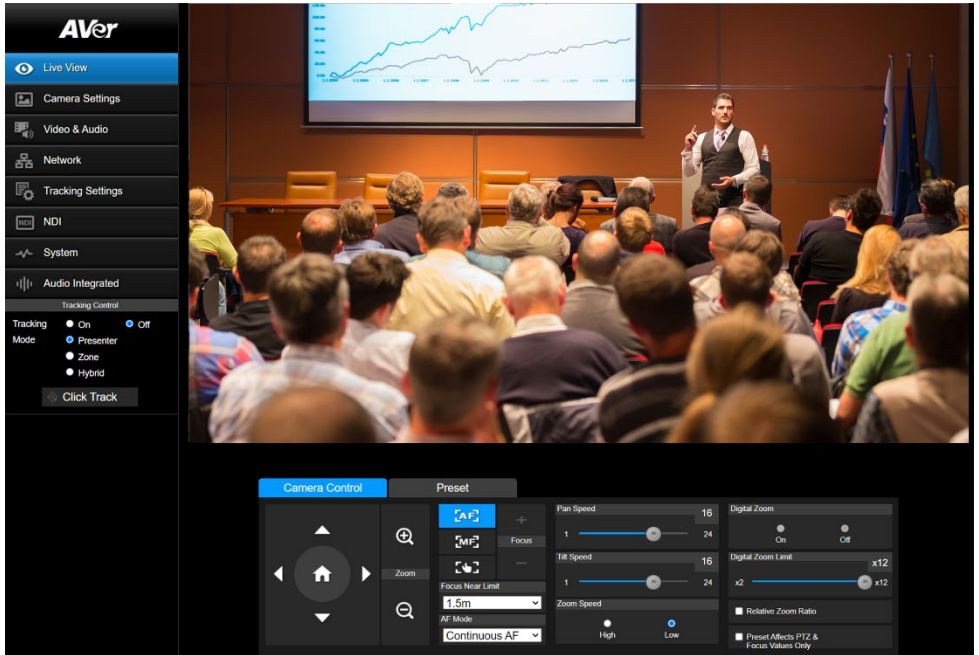 AVer
Live View
Camera Settings
Video & Audio
Network
Tracking Settings
NDI
NDI
System
Audio Integrated
Tracking Control
Tracking On Off
Mode Presenter
Zone
Hybrid
Click Track
Camera Control Preset
AF
MF
Focus
Zoom
Focus Near Limit
1.5m
AF Mode
Continuous AF
Pan Speed 16
1 24
Tilt Speed 16
1 24
Zoom Speed
High Low
Digital Zoom
On Off
Digital Zoom Limit x12
x2 x12
Relative Zoom Ratio
Preset Affects PTZ &
Focus Values Only